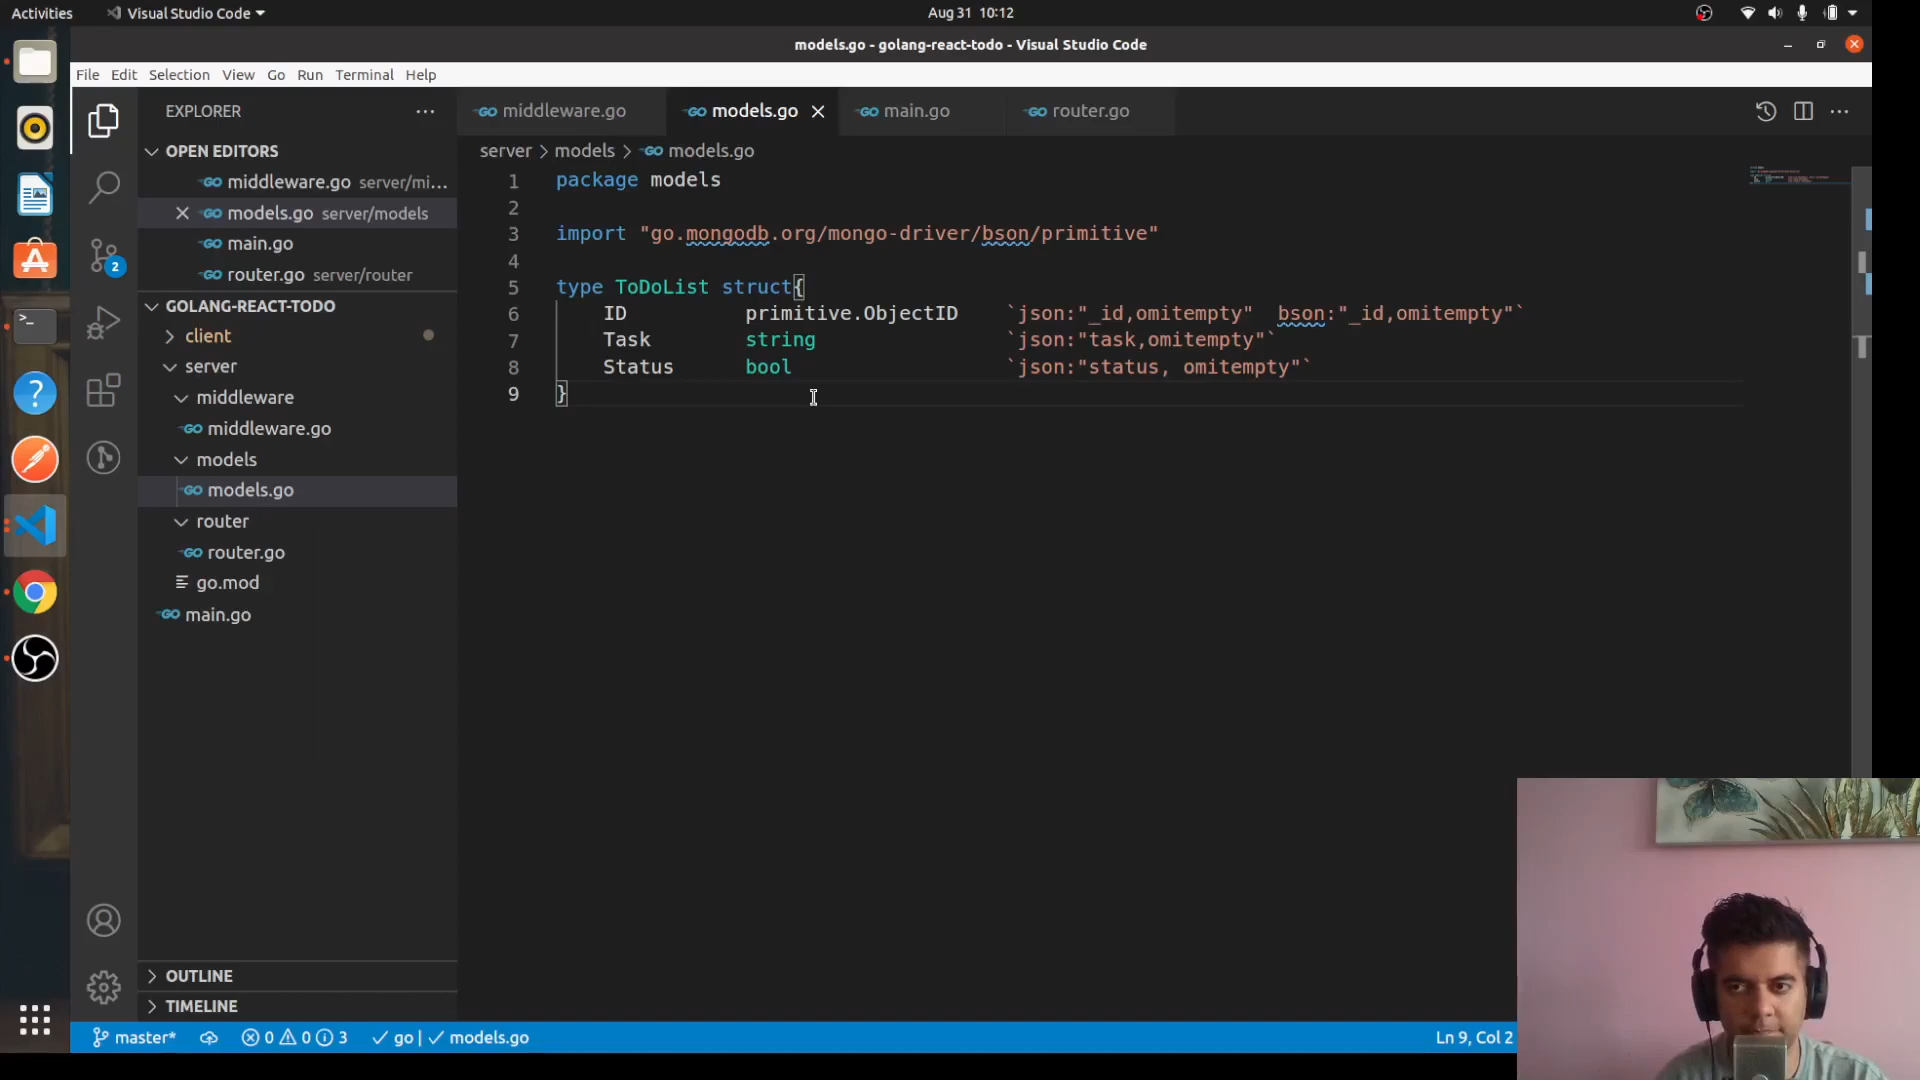 Activities
Visual Studio Code
Aug 31 10:12
models.go - golang-react-todo - Visual Studio Code
File Edit Selection View Go Run Terminal Help
EXPLORER
OPEN EDITORS
middleware.go server/mi...
models.go server/models
main.go
router.go server/router
GOLANG-REACT-TODO
client
server
middleware
middleware.go
models
models.go
router
router.go
go.mod
main.go
OUTLINE
TIMELINE
2
middleware.go models.go main.go router.go
server > models > models.go
1 package models
2
3 import "go.mongodb.org/mongo-driver/bson/primitive"
4
5 type ToDoList struct{
6 ID primitive.ObjectID `json:"_id,omitempty" bson:"_id,omitempty"`
7 Task string `json:"task,omitempty"`
8 Status bool `json:"status, omitempty"`
9 }
master* 0 0 3 go | models.go Ln 9, Col 2